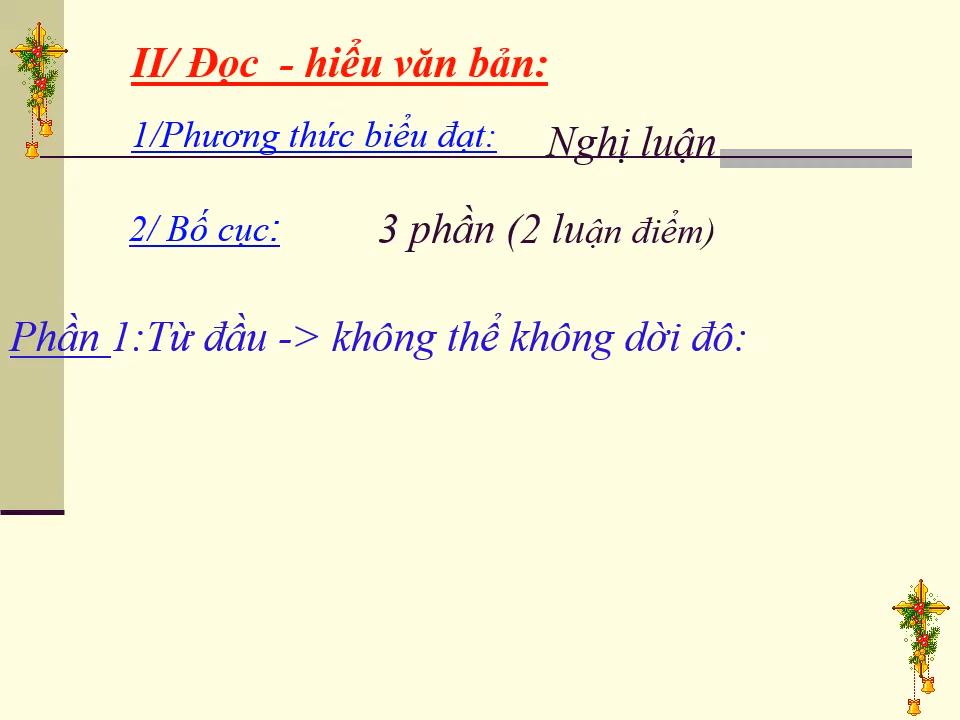 II/ Đọc - hiểu văn bản:
1/Phương thức biểu đạt: Nghị luận
2/ Bố cục: 3 phần (2 luận điểm)
Phần 1:Từ đầu -> không thể không dời đô: